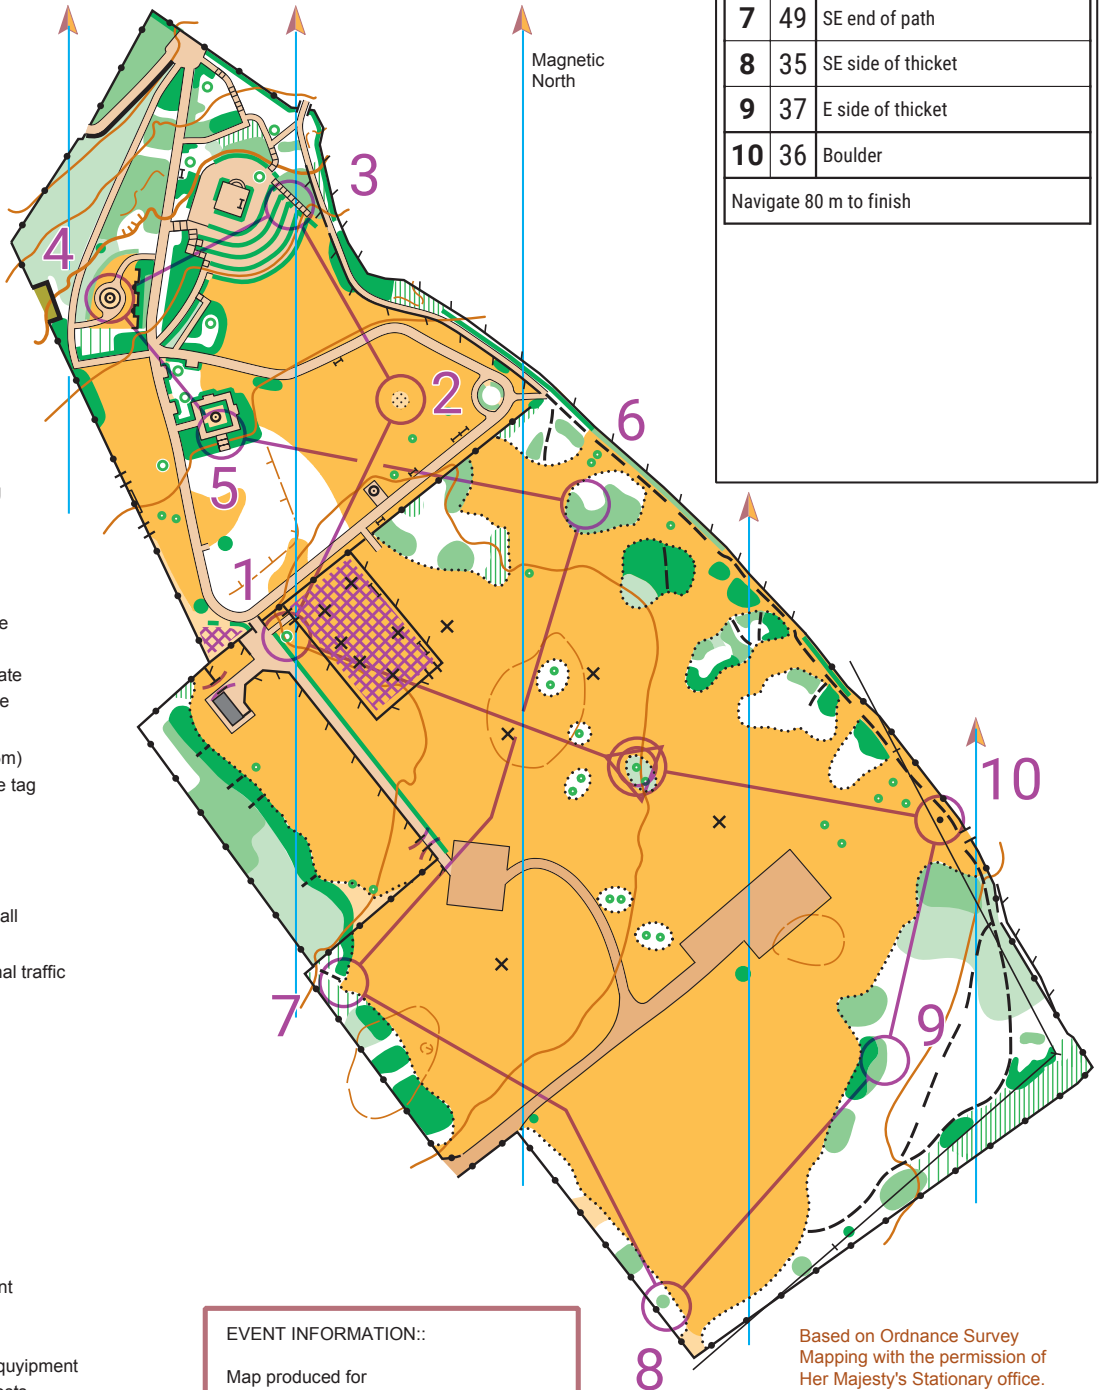 Magnetic
North
7 49 SE end of path
8 35 SE side of thicket
9 37 E side of thicket
10 36 Boulder
Navigate 80 m to finish
3
4
2
6
5
1
10
7
9
8
e
ate
e
m)
e tag
all
nal traffic
nt
quyipment
EVENT INFORMATION::
Map produced for
Based on Ordnance Survey
Mapping with the permission of
Her Majesty's Stationary office.